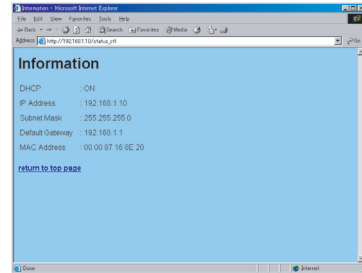 Information - Microsoft Internet Explorer
File Edit View Favorites Tools Help
Back Search Favorites Media
Address http://192.168.1.10/status_ctl Go
Information
DHCP : ON
IP Address : 192.168.1.10
Subnet Mask : 255.255.255.0
Default Gateway : 192.168.1.1
MAC Address : 00 00 87 16 8E 20
return to top page
Done Internet